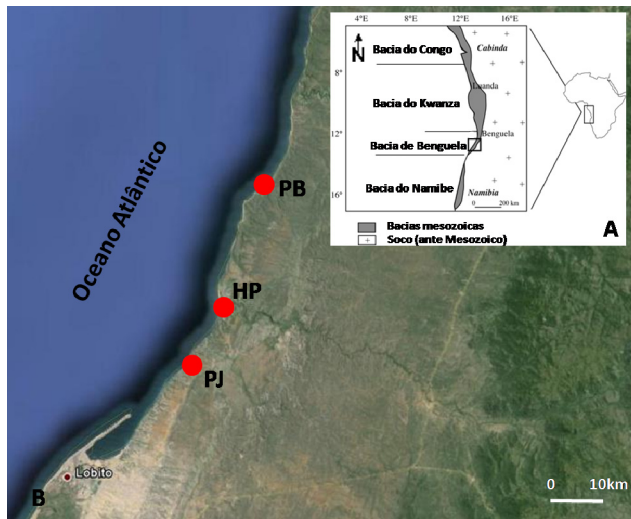 4°E 12°E 16°E
N
Bacia do Congo
Cabinda
8°
Luanda
Bacia do Kwanza
12°
Benguela
Bacia de Benguela
Bacia do Namibe
Namibia
16°
0 200 km
Bacias mesozoicas
Soco (ante Mesozoico)
A
Oceano Atlântico
PB
HP
PJ
Lobito
B
0 10km